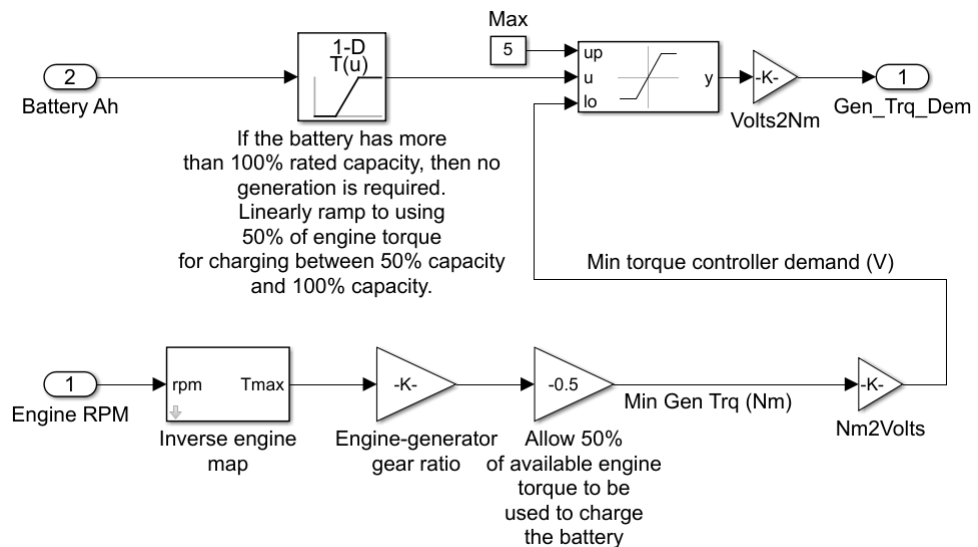 Max
5
1-D
T(u)
2
Battery Ah
up
u
lo
y
-K-
Volts2Nm
1
Gen_Trq_Dem
If the battery has more
than 100% rated capacity, then no
generation is required.
Linearly ramp to using
50% of engine torque
for charging between 50% capacity
and 100% capacity.
Min torque controller demand (V)
1
Engine RPM
rpm
Tmax
Inverse engine
map
-K-
Engine-generator
gear ratio
-0.5
Allow 50%
of available engine
torque to be
used to charge
the battery
Min Gen Trq (Nm)
-K-
Nm2Volts